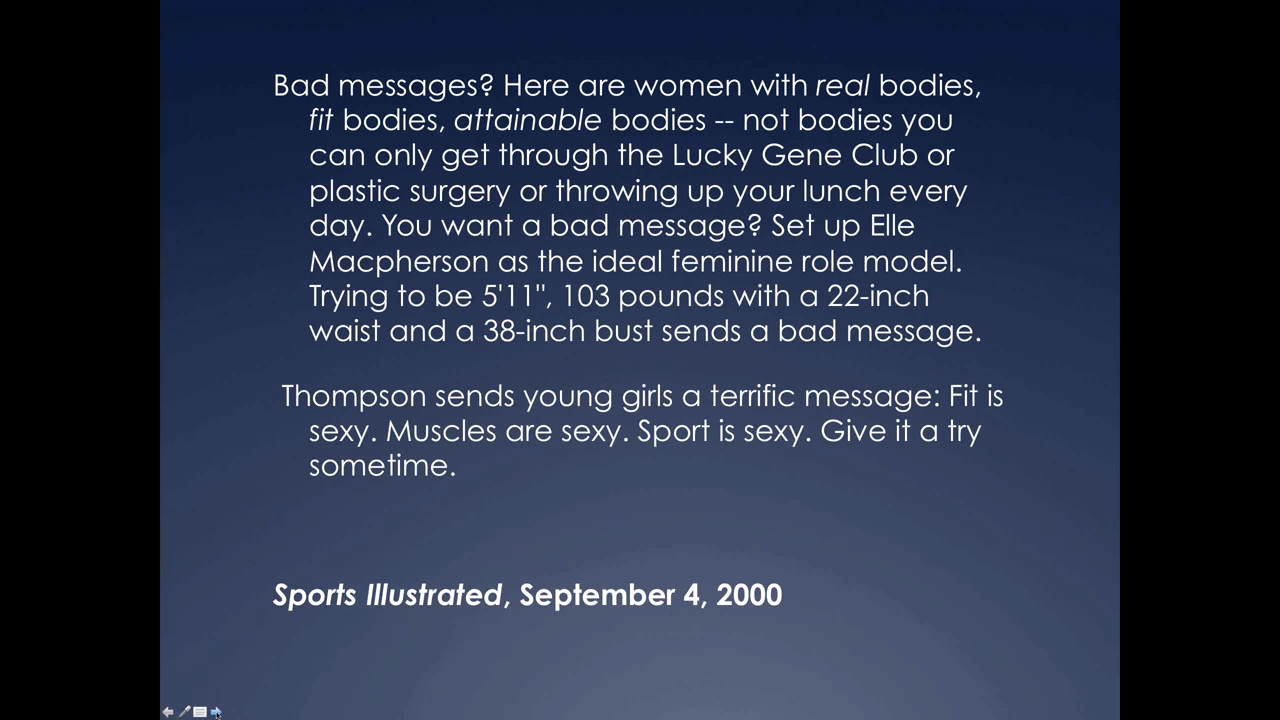 Bad messages? Here are women with real bodies,
fit bodies, attainable bodies -- not bodies you
can only get through the Lucky Gene Club or
plastic surgery or throwing up your lunch every
day. You want a bad message? Set up Elle
Macpherson as the ideal feminine role model.
Trying to be 5'11", 103 pounds with a 22-inch
waist and a 38-inch bust sends a bad message.
Thompson sends young girls a terrific message: Fit is
sexy. Muscles are sexy. Sport is sexy. Give it a try
sometime.
Sports Illustrated, September 4, 2000